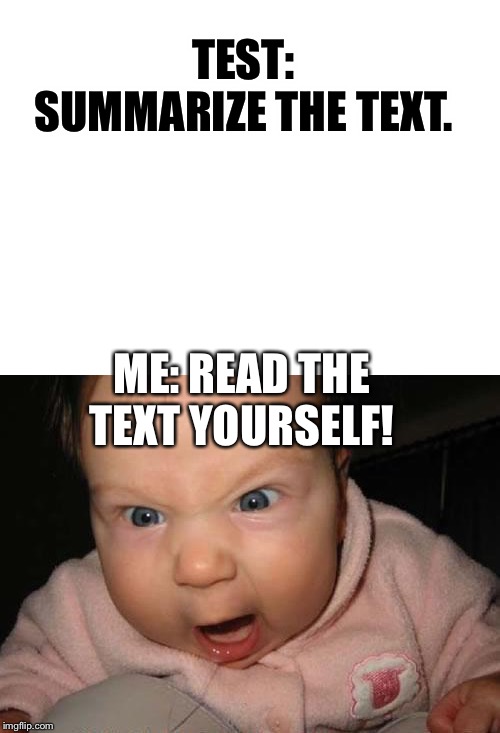 TEST:
SUMMARIZE THE TEXT.
ME: READ THE
TEXT YOURSELF!
imgflip.com